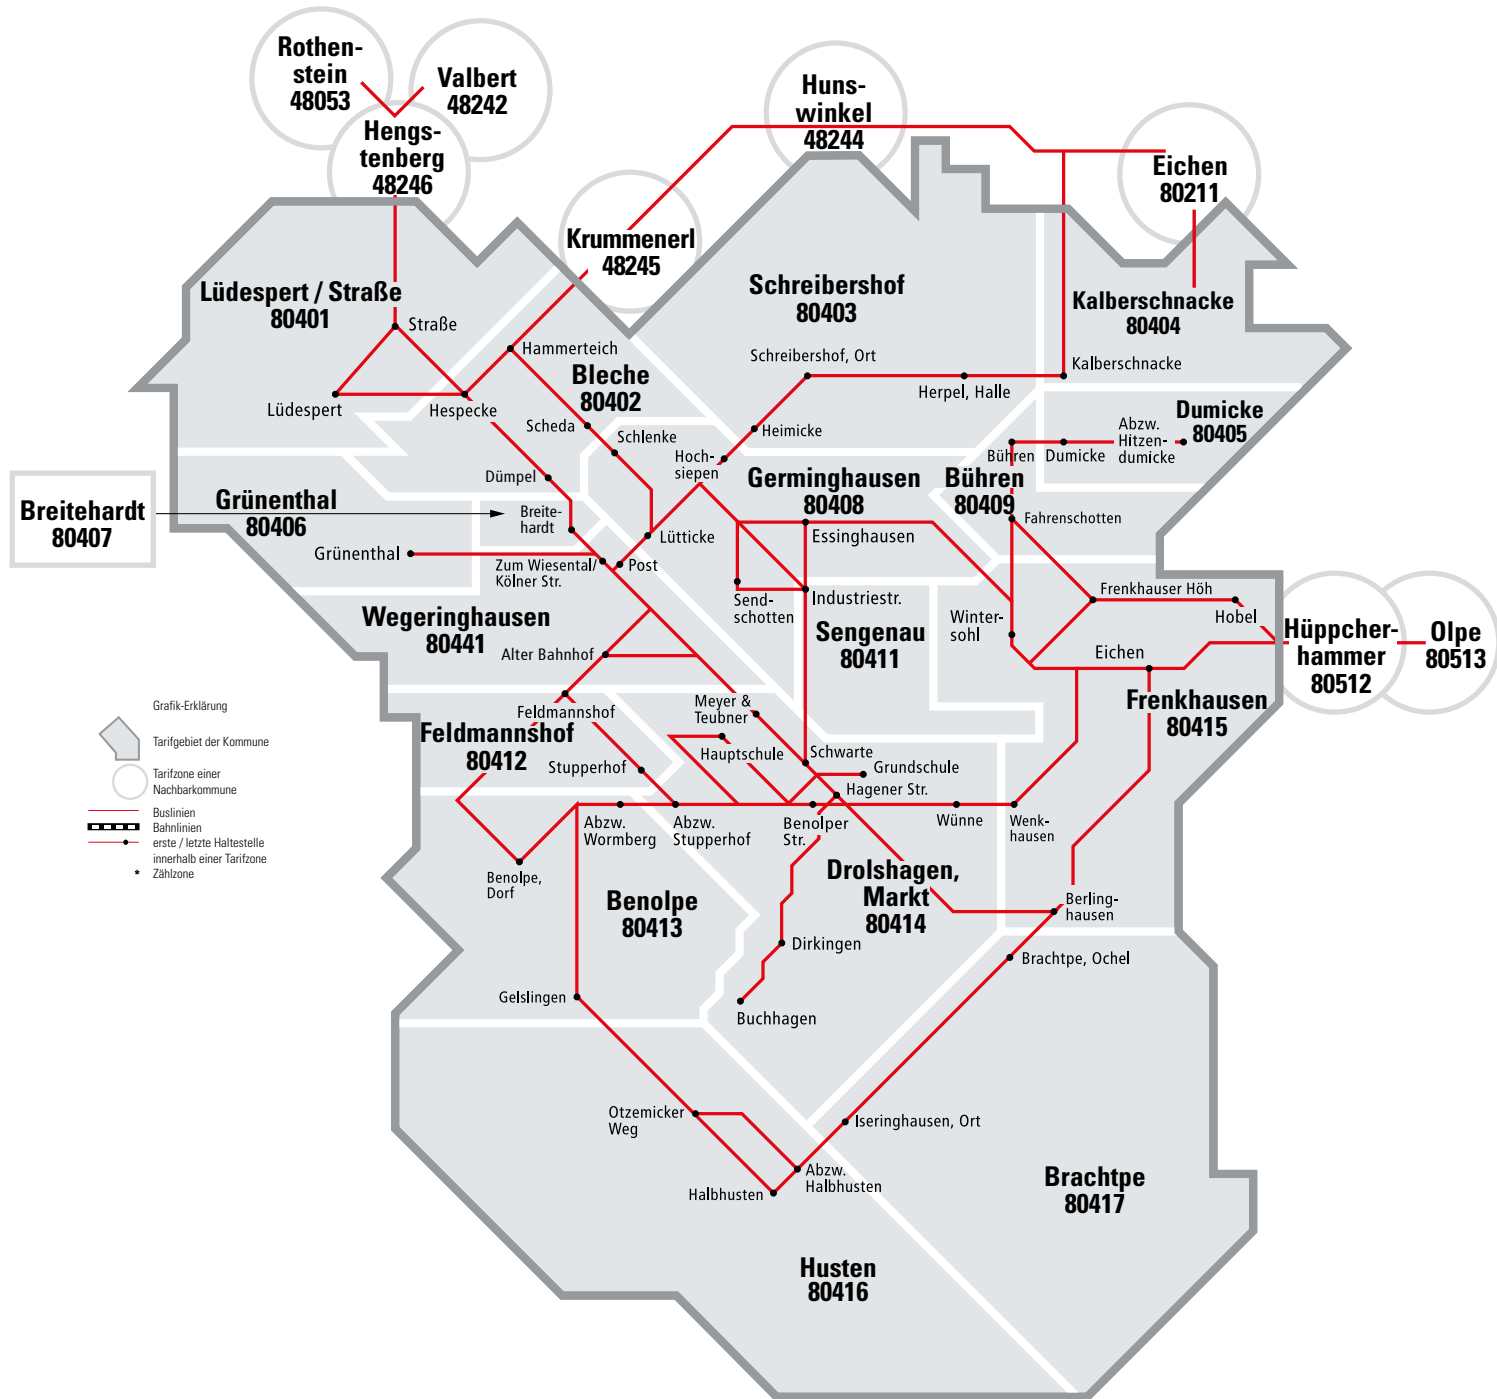 Rothen-
stein
48053
Valbert
48242
Hengs-
tenberg
48246
Huns-
winkel
48244
Krummenerl
48245
Eichen
80211
Lüdespert / Straße
80401
Straße
Lüdespert
Hespecke
Hammerteich
Bleche
80402
Scheda
Schlenke
Schreibershof
80403
Schreibershof, Ort
Herpel, Halle
Heimicke
Hoch-
siepen
Kalberschnacke
80404
Kalberschnacke
Dumicke
80405
Abzw.
Hitzen-
dumicke
Bühren
Dumicke
Breitehardt
80407
Grünenthal
80406
Dümpel
Breite-
hardt
Grünenthal
Zum Wiesental/
Kölner Str.
Post
Lütticke
Germinghausen
80408
Essinghausen
Send-
schotten
Industriestr.
Bühren
80409
Fahrenschotten
Frenkhauser Höh
Hobel
Winter-
sohl
Eichen
Hüppcher-
hammer
80512
Olpe
80513
Wegeringhausen
80441
Alter Bahnhof
Sengenau
80411
Frenkhausen
80415
Feldmannshof
Feldmannshof
80412
Stupperhof
Meyer &
Teubner
Hauptschule
Schwarte
Grundschule
Hagener Str.
Abzw.
Wormberg
Abzw.
Stupperhof
Benolper
Str.
Wünne
Wenk-
hausen
Benolpe,
Dorf
Benolpe
80413
Drolshagen,
Markt
80414
Berling-
hausen
Dirkingen
Brachtpe, Ochel
Gelslingen
Buchhagen
Otzemicker
Weg
Iseringhausen, Ort
Halbhusten
Abzw.
Halbhusten
Brachtpe
80417
Husten
80416
Grafik-Erklärung
Tarifgebiet der Kommune
Tarifzone einer
Nachbarkommune
Buslinien
Bahnlinien
erste / letzte Haltestelle
innerhalb einer Tarifzone
* Zählzone